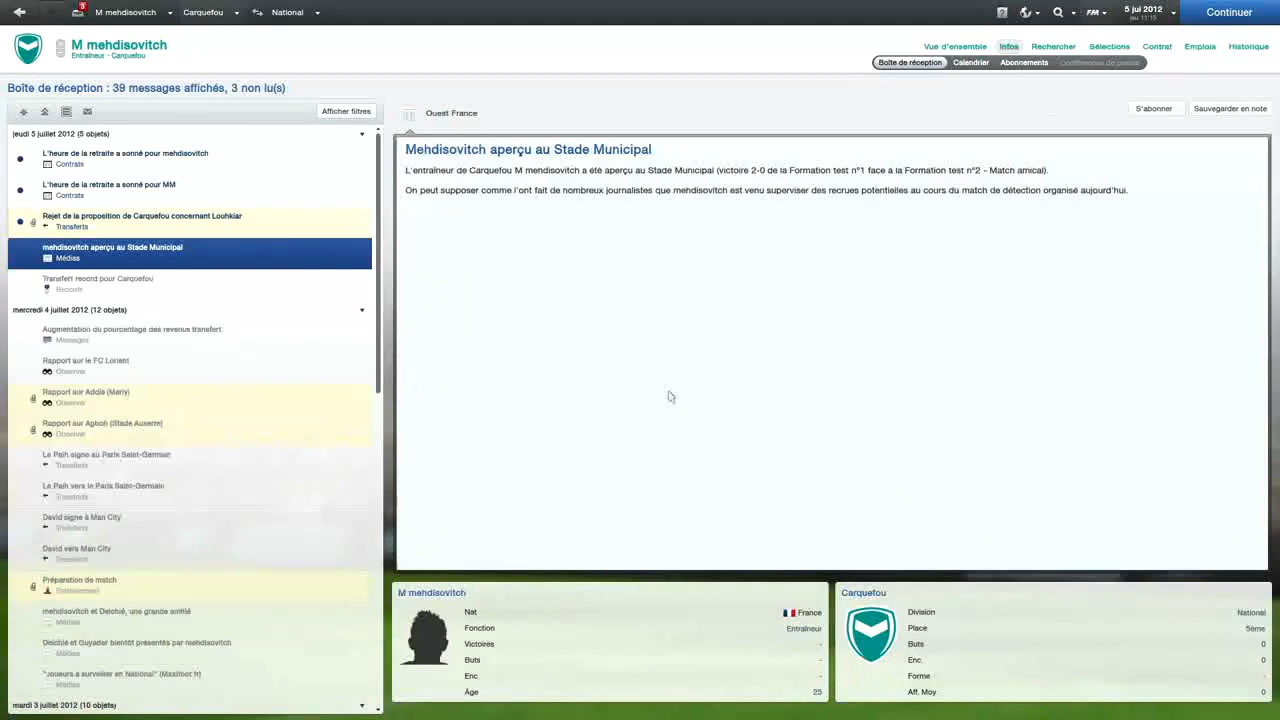 3
M mehdisovitch
Carquefou
National
FM
5 jui 2012
jeu 13:15
Continuer
M mehdisovitch
Entraîneur - Carquefou
Vue d'ensemble
Infos
Rechercher
Sélections
Contrat
Emplois
Historique
Boîte de réception
Calendrier
Abonnements
Conférences de presse
Boîte de réception : 39 messages affichés, 3 non lu(s)
Afficher filtres
Ouest France
S'abonner
Sauvegarder en note
jeudi 5 juillet 2012 (5 objets)
L'heure de la retraite a sonné pour mehdisovitch
Contrats
L'heure de la retraite a sonné pour MM
Contrats
Rejet de la proposition de Carquefou concernant Louhkiar
Transferts
mehdisovitch aperçu au Stade Municipal
Médias
Transfert record pour Carquefou
Records
mercredi 4 juillet 2012 (12 objets)
Augmentation du pourcentage des revenus transfert
Messages
Rapport sur le FC Lorient
Observer
Rapport sur Addis (Marly)
Observer
Rapport sur Agboh (Stade Auxerre)
Observer
Le Paih signe au Paris Saint-Germain
Transferts
Le Paih vers le Paris Saint-Germain
Transferts
David signe à Man City
Transferts
David vers Man City
Transferts
Préparation de match
Entraînement
mehdisovitch et Delchié, une grande amitié
Médias
Delchié et Guyader bientôt présentés par mehdisovitch
Médias
"Joueurs à surveiller en National" (Maxifoot.fr)
Médias
mardi 3 juillet 2012 (10 objets)
Mehdisovitch aperçu au Stade Municipal
L'entraîneur de Carquefou M mehdisovitch a été aperçu au Stade Municipal (victoire 2-0 de la Formation test n°1 face à la Formation test n°2 - Match amical).
On peut supposer comme l'ont fait de nombreux journalistes que mehdisovitch est venu superviser des recrues potentielles au cours du match de détection organisé aujourd'hui.
M mehdisovitch
Nat France
Fonction Entraîneur
Victoires -
Buts -
Enc -
Âge 25
Carquefou
Division National
Place 5ème
Buts 0
Enc. 0
Forme -
Aff. Moy 0